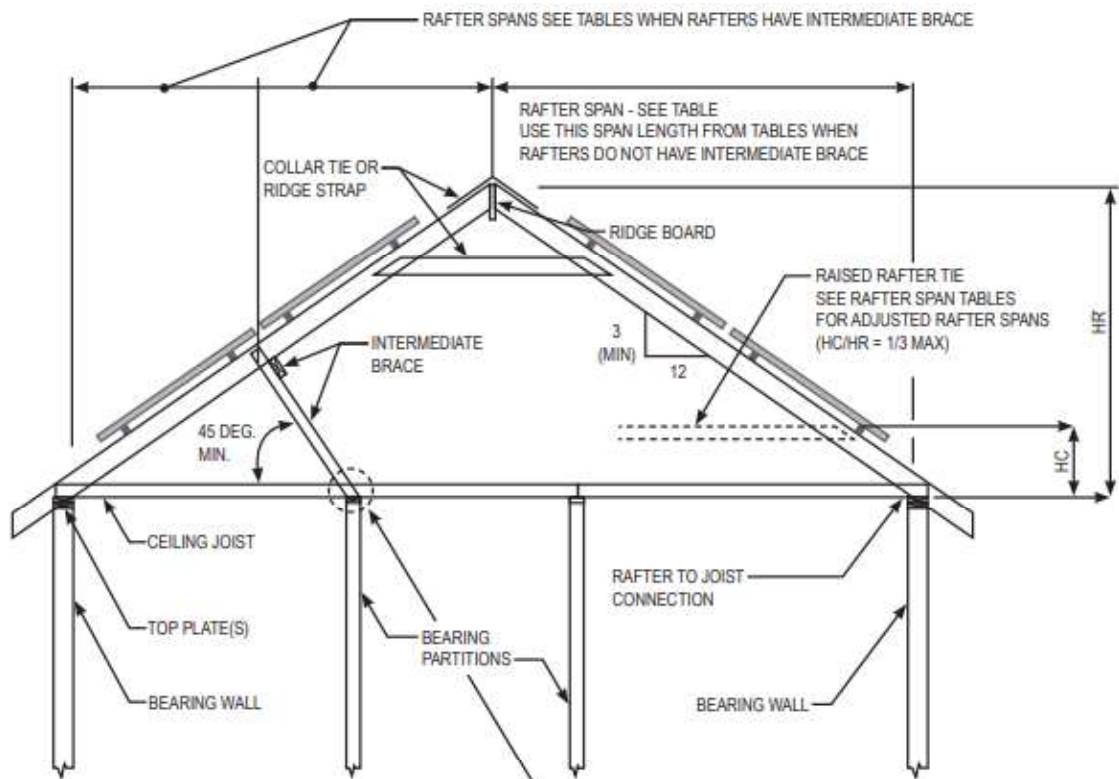 RAFTER SPANS SEE TABLES WHEN RAFTERS HAVE INTERMEDIATE BRACE
RAFTER SPAN - SEE TABLE
USE THIS SPAN LENGTH FROM TABLES WHEN
RAFTERS DO NOT HAVE INTERMEDIATE BRACE
COLLAR TIE OR
RIDGE STRAP
RIDGE BOARD
RAISED RAFTER TIE
SEE RAFTER SPAN TABLES
FOR ADJUSTED RAFTER SPANS
(HC/HR = 1/3 MAX)
HR
INTERMEDIATE
BRACE
3
(MIN)
12
45 DEG.
MIN.
HC
CEILING JOIST
RAFTER TO JOIST
CONNECTION
TOP PLATE(S)
BEARING
PARTITIONS
BEARING WALL
BEARING WALL